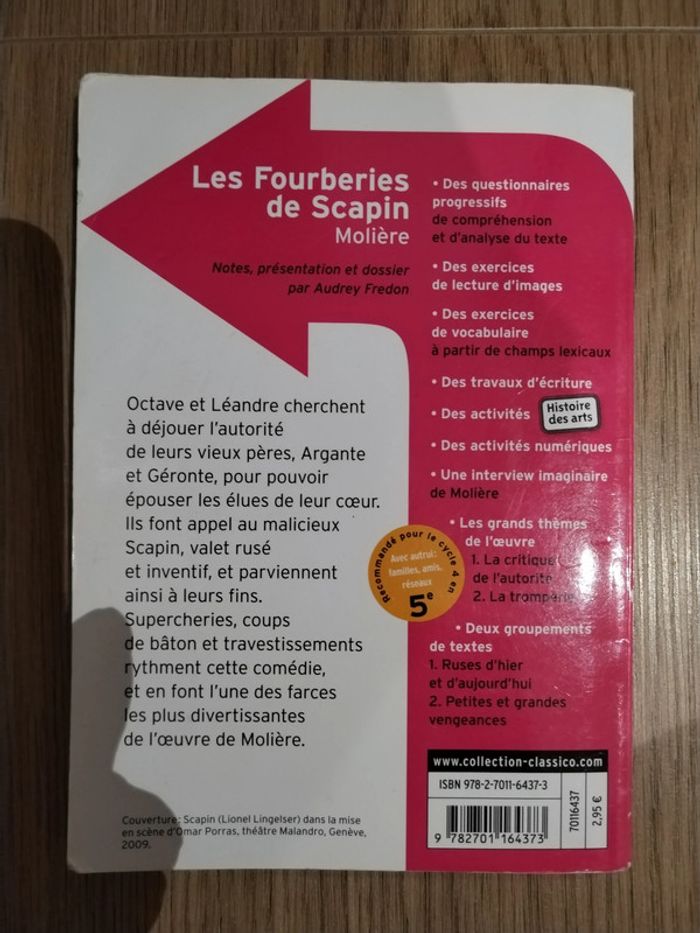 Les Fourberies
de Scapin
Molière
Notes, présentation et dossier
par Audrey Fredon
Octave et Léandre cherchent
à déjouer l'autorité
de leurs vieux pères, Argante
et Géronte, pour pouvoir
épouser les élues de leur cœur.
Ils font appel au malicieux
Scapin, valet rusé
et inventif, et parviennent
ainsi à leurs fins.
Supercheries, coups
de bâton et travestissements
rythment cette comédie,
et en font l'une des farces
les plus divertissantes
de l'œuvre de Molière.
Couverture : Scapin (Lionel Lingelser) dans la mise
en scène d'Omar Porras, théâtre Malandro, Genève,
2009.
Recommandé pour le cycle 4 en
Avec autrui :
familles, amis,
réseaux
5e
• Des questionnaires
progressifs
de compréhension
et d'analyse du texte
• Des exercices
de lecture d'images
• Des exercices
de vocabulaire
à partir de champs lexicaux
• Des travaux d'écriture
• Des activités
Histoire
des arts
• Des activités numériques
• Une interview imaginaire
de Molière
• Les grands thèmes
de l'œuvre
1. La critique
de l'autorité
2. La tromperie
• Deux groupements
de textes
1. Ruses d'hier
et d'aujourd'hui
2. Petites et grandes
vengeances
www.collection-classico.com
ISBN 978-2-7011-6437-3
9 782701 164373
70116437
2,95 €